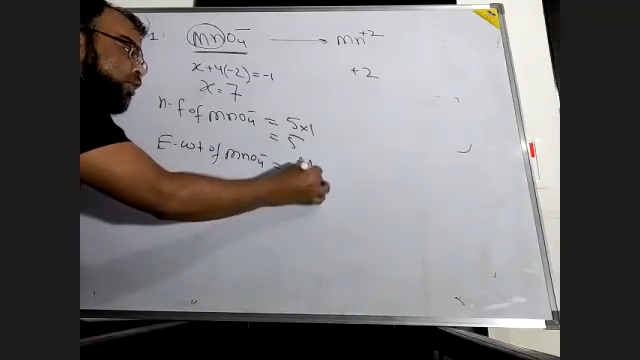 1: MnO₄⁻ → Mn⁺²
x+4(-2)=-1 +2
x=7
n-f of MnO₄⁻ = 5×1
= 5
E-wt of MnO₄⁻ =